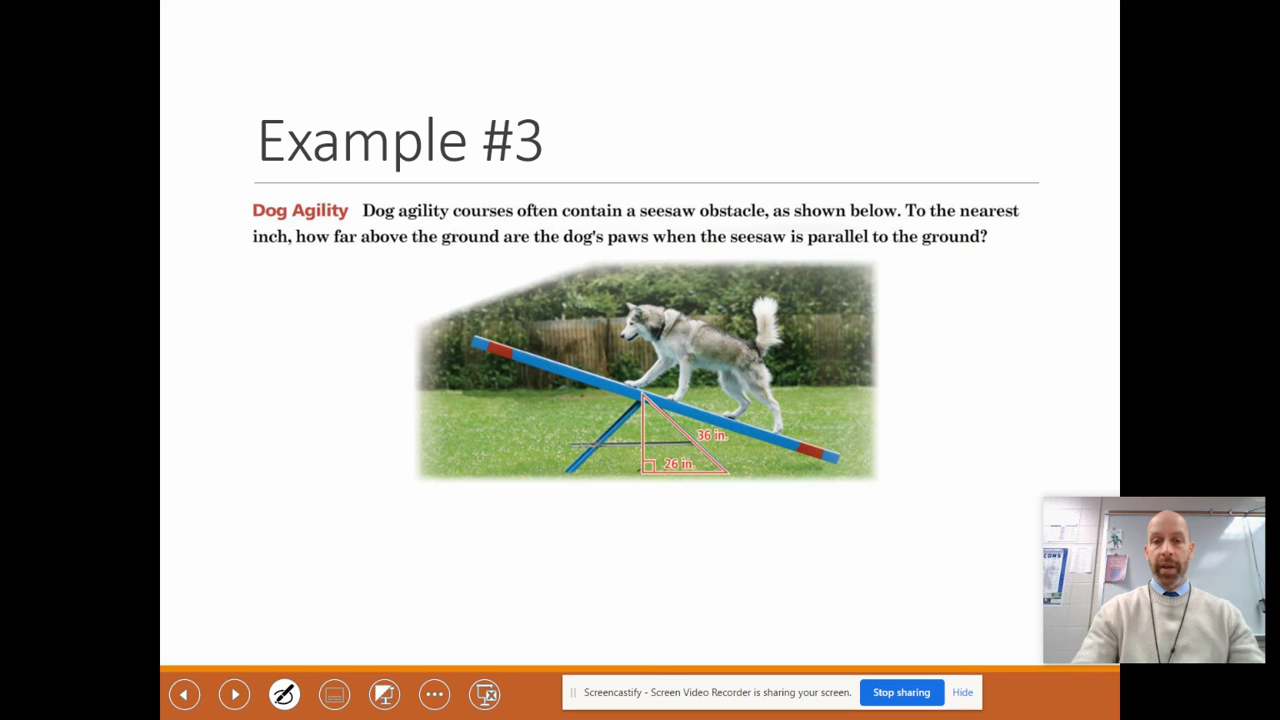 Example #3
Dog Agility Dog agility courses often contain a seesaw obstacle, as shown below. To the nearest
inch, how far above the ground are the dog's paws when the seesaw is parallel to the ground?
36 in.
26 in.
Screencastify - Screen Video Recorder is sharing your screen. Stop sharing Hide